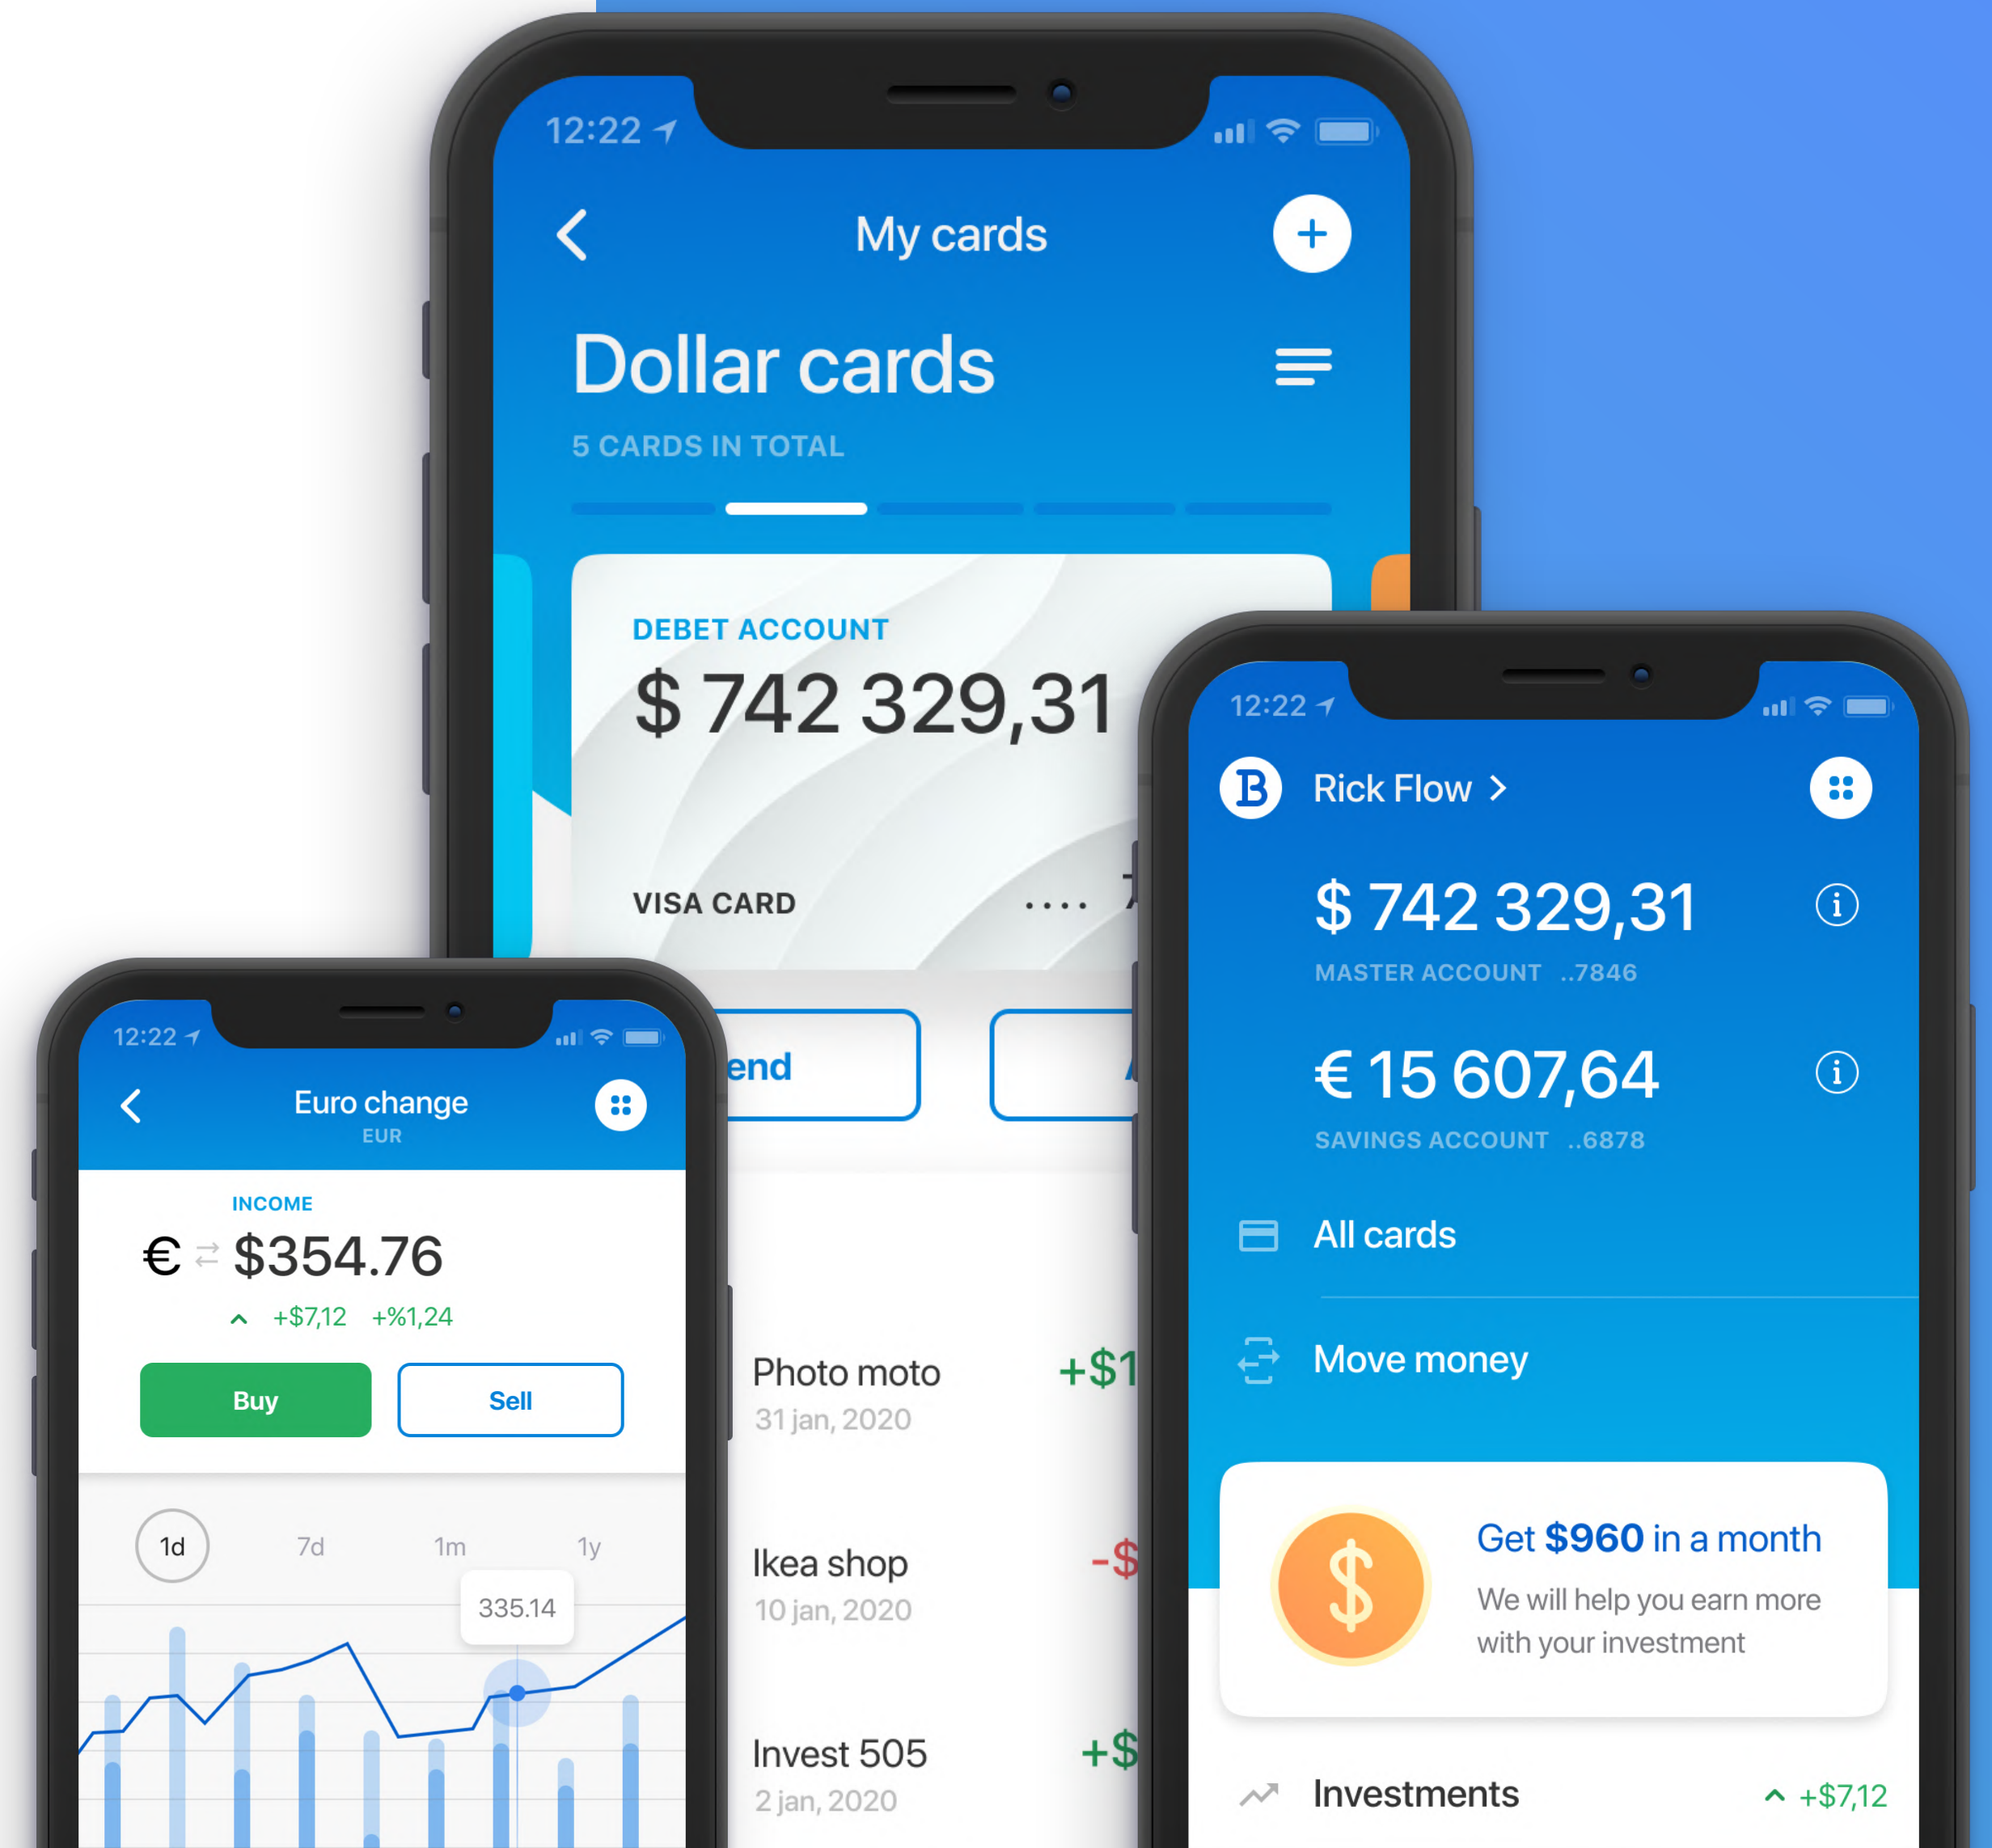 12:22
My cards
Dollar cards
5 CARDS IN TOTAL
DEBET ACCOUNT
$ 742 329,31
VISA CARD ....
Photo moto +$1
31 jan, 2020
Ikea shop -$
10 jan, 2020
Invest 505 +$
2 jan, 2020
12:22
B Rick Flow
$ 742 329,31
MASTER ACCOUNT ..7846
€ 15 607,64
SAVINGS ACCOUNT ..6878
All cards
Move money
$
Get $960 in a month
We will help you earn more
with your investment
Investments +$7,12
12:22
Euro change
EUR
INCOME
€ $354.76
+$7,12 +%1,24
Buy Sell
1d 7d 1m 1y
335.14